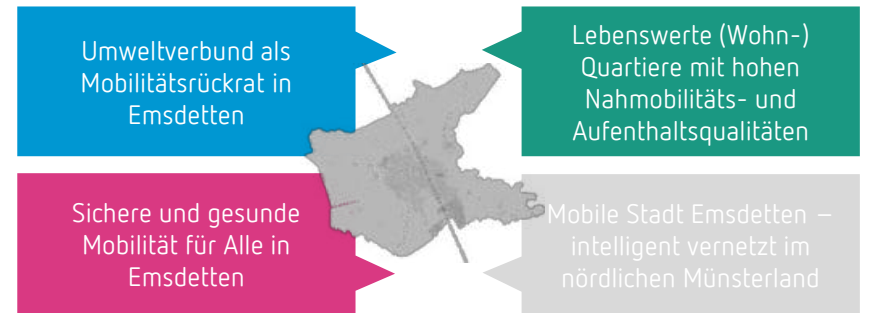 Umweltverbund als
Mobilitätsrückrat in
Emsdetten
Lebenswerte (Wohn-)
Quartiere mit hohen
Nahmobilitäts- und
Aufenthaltsqualitäten
Sichere und gesunde
Mobilität für Alle in
Emsdetten
Mobile Stadt Emsdetten –
intelligent vernetzt im
nördlichen Münsterland